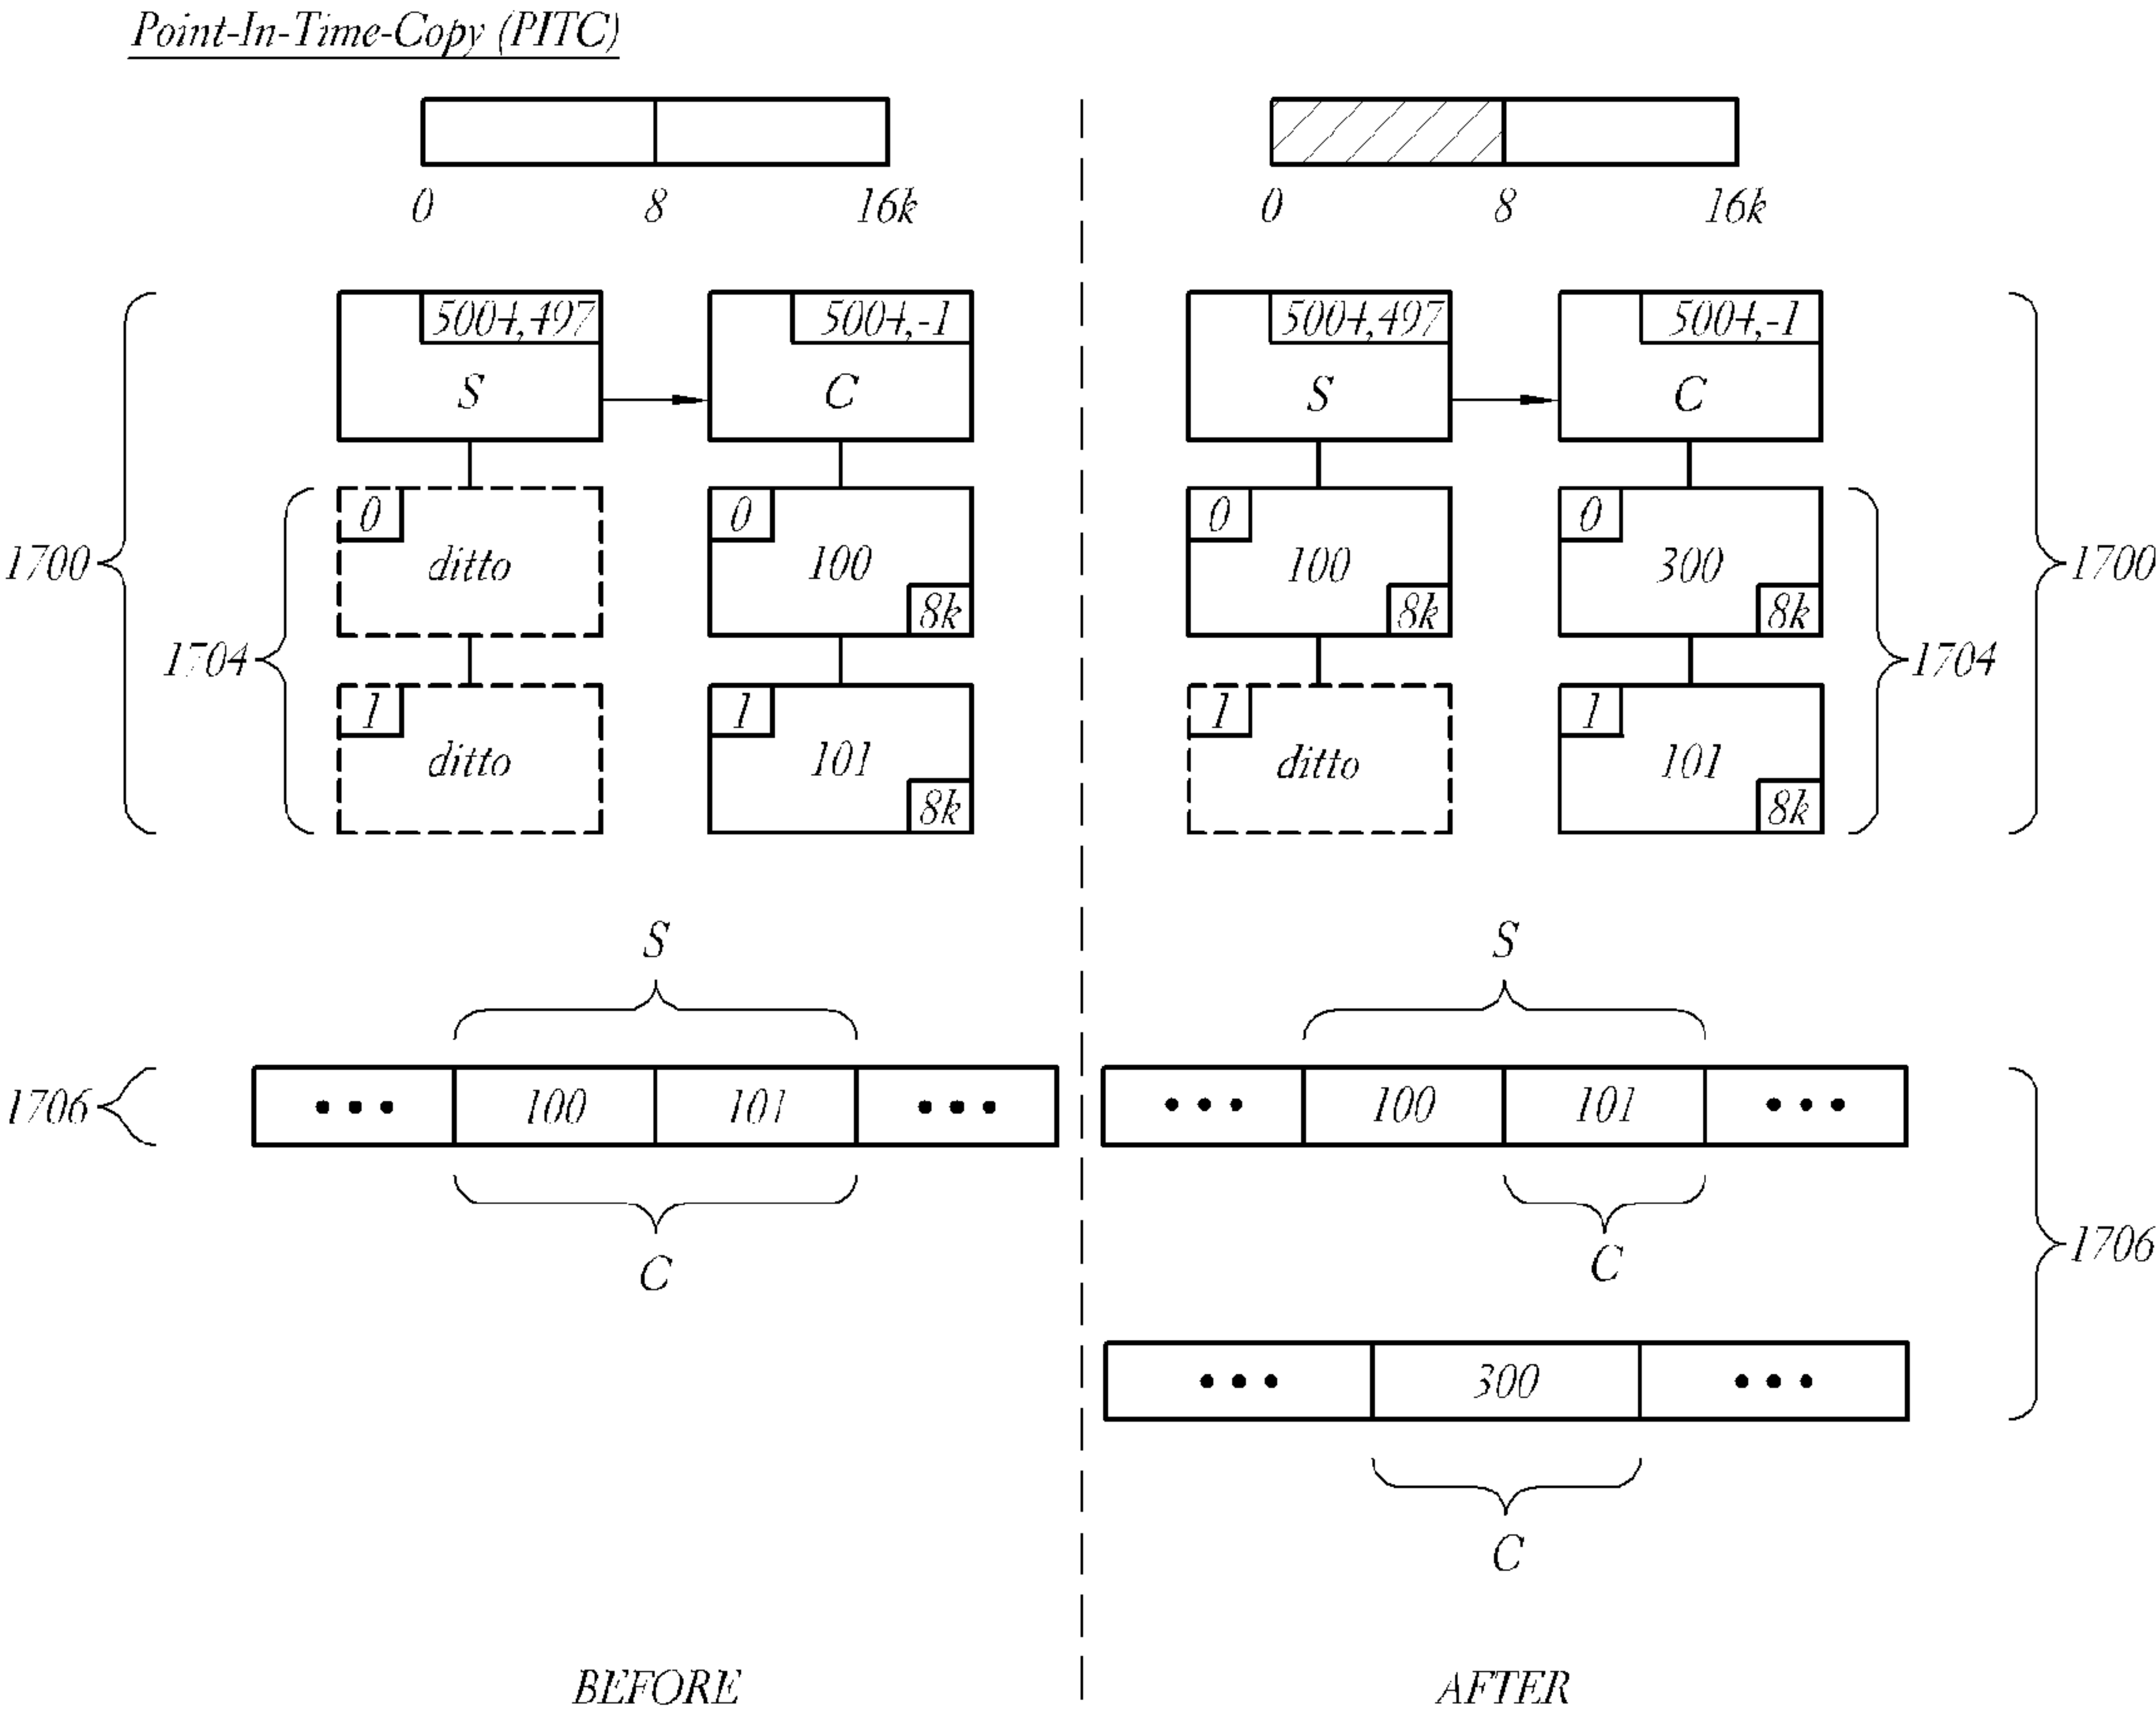 Point-In-Time-Copy (PITC)
0 8 16k
0 8 16k
5004,497 5004,-1
S C
5004,497 5004,-1
S C
0 0
ditto 100
8k
1 1
ditto 101
8k
0 0
100 300
8k 8k
1 1
ditto 101
8k
1700
1704
1704
1700
S
100 101
C
1706
S
100 101
C
300
C
1706
BEFORE
AFTER